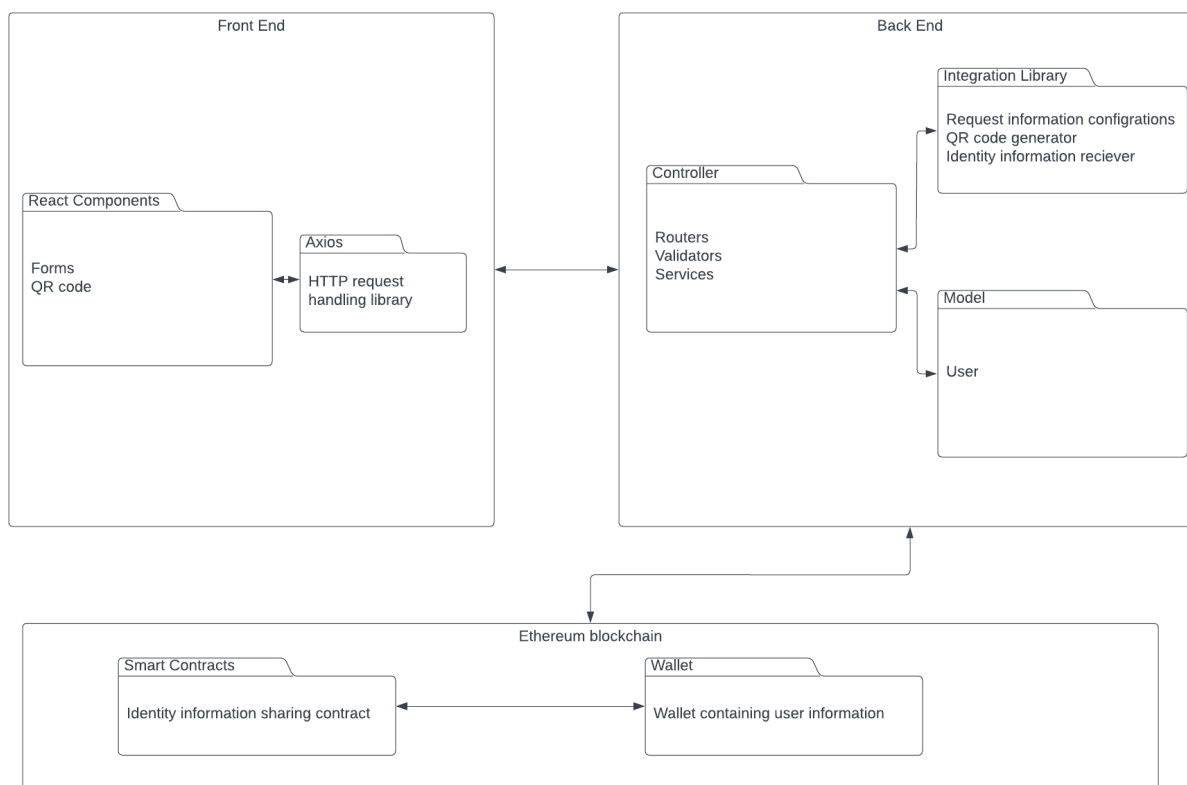 Front End
React Components
Forms
QR code
Axios
HTTP request
handling library
Back End
Integration Library
Request information configrations
QR code generator
Identity information reciever
Controller
Routers
Validators
Services
Model
User
Ethereum blockchain
Smart Contracts
Identity information sharing contract
Wallet
Wallet containing user information